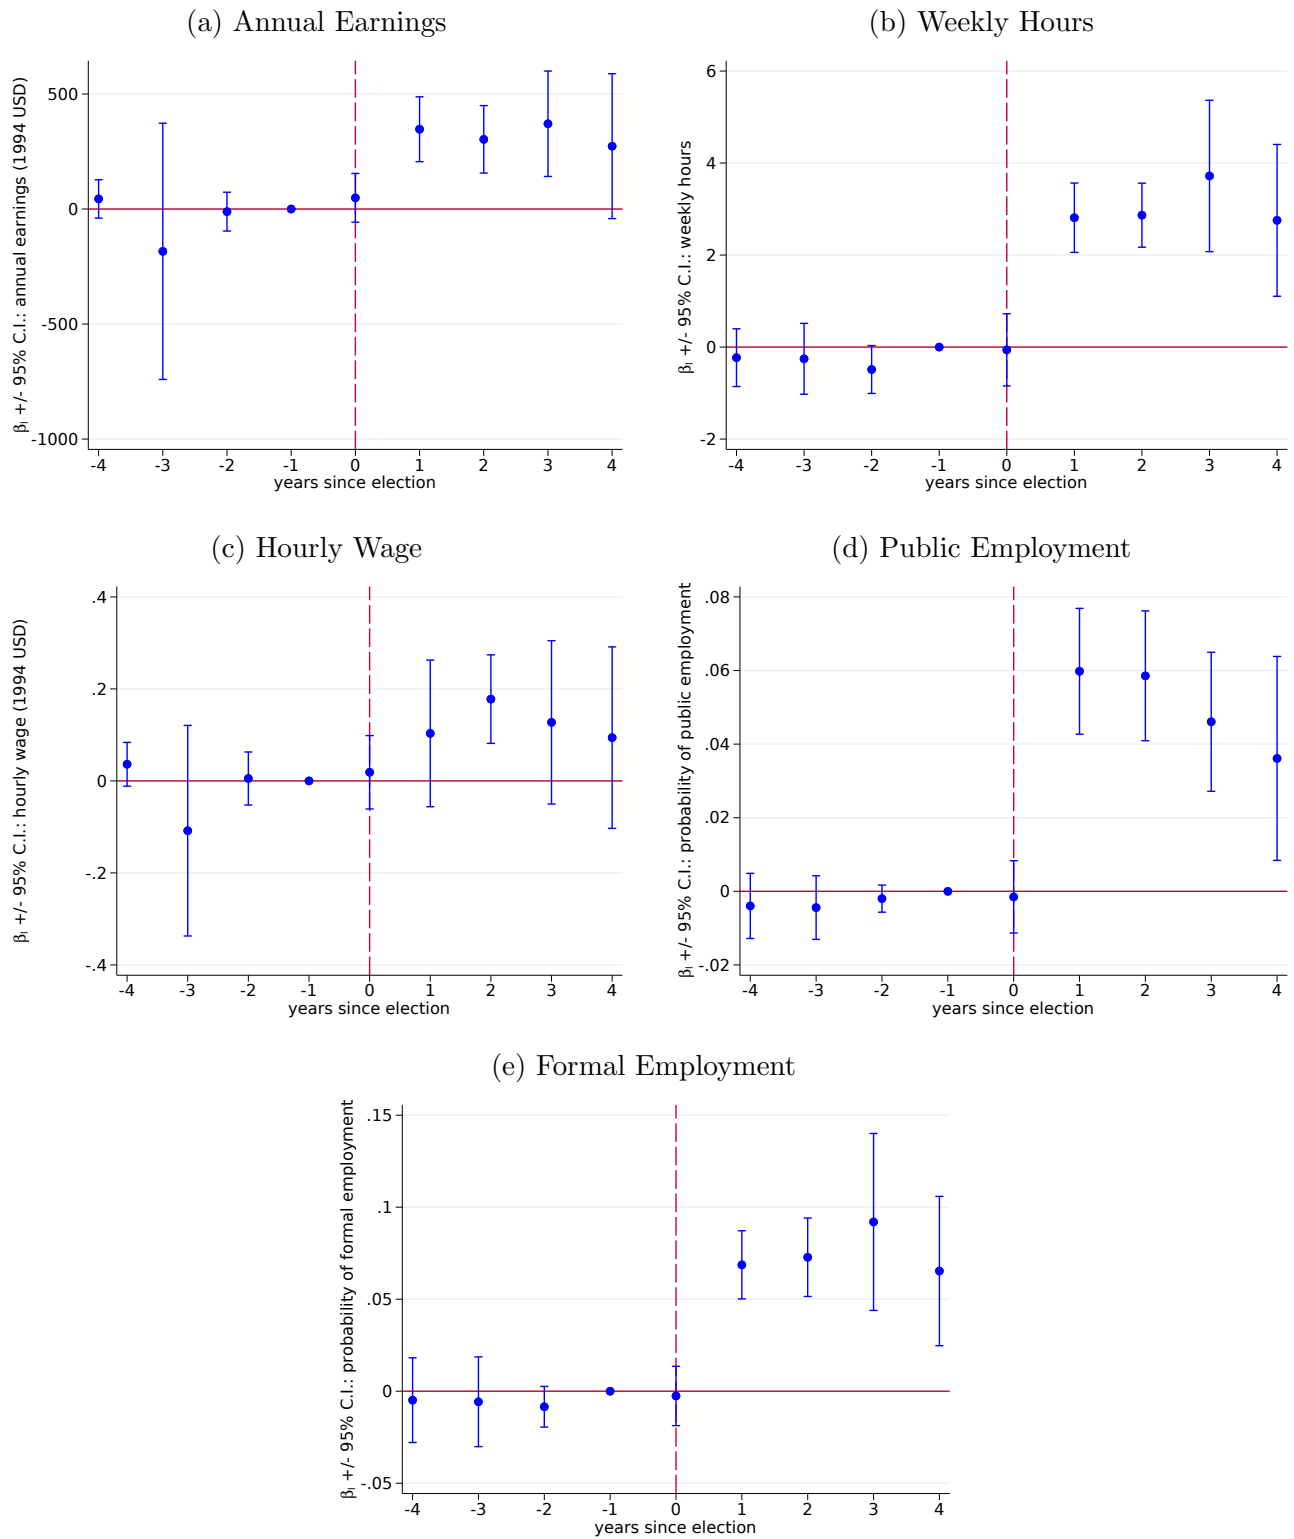 (a) Annual Earnings
β_l +/- 95% C.I.: annual earnings (1994 USD)
500
0
-500
-1000
-4 -3 -2 -1 0 1 2 3 4
years since election
(b) Weekly Hours
β_l +/- 95% C.I.: weekly hours
6
4
2
0
-2
-4 -3 -2 -1 0 1 2 3 4
years since election
(c) Hourly Wage
β_l +/- 95% C.I.: hourly wage (1994 USD)
.4
.2
0
-.2
-.4
-4 -3 -2 -1 0 1 2 3 4
years since election
(d) Public Employment
β_l +/- 95% C.I.: probability of public employment
.08
.06
.04
.02
0
-.02
-4 -3 -2 -1 0 1 2 3 4
years since election
(e) Formal Employment
β_l +/- 95% C.I.: probability of formal employment
.15
.1
.05
0
-.05
-4 -3 -2 -1 0 1 2 3 4
years since election